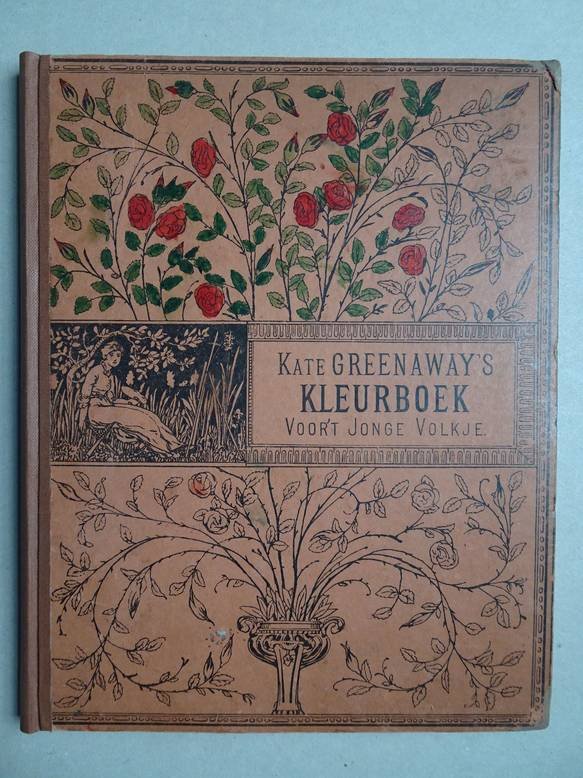 KATE GREENAWAY'S
KLEURBOEK
VOOR'T JONGE VOLKJE.